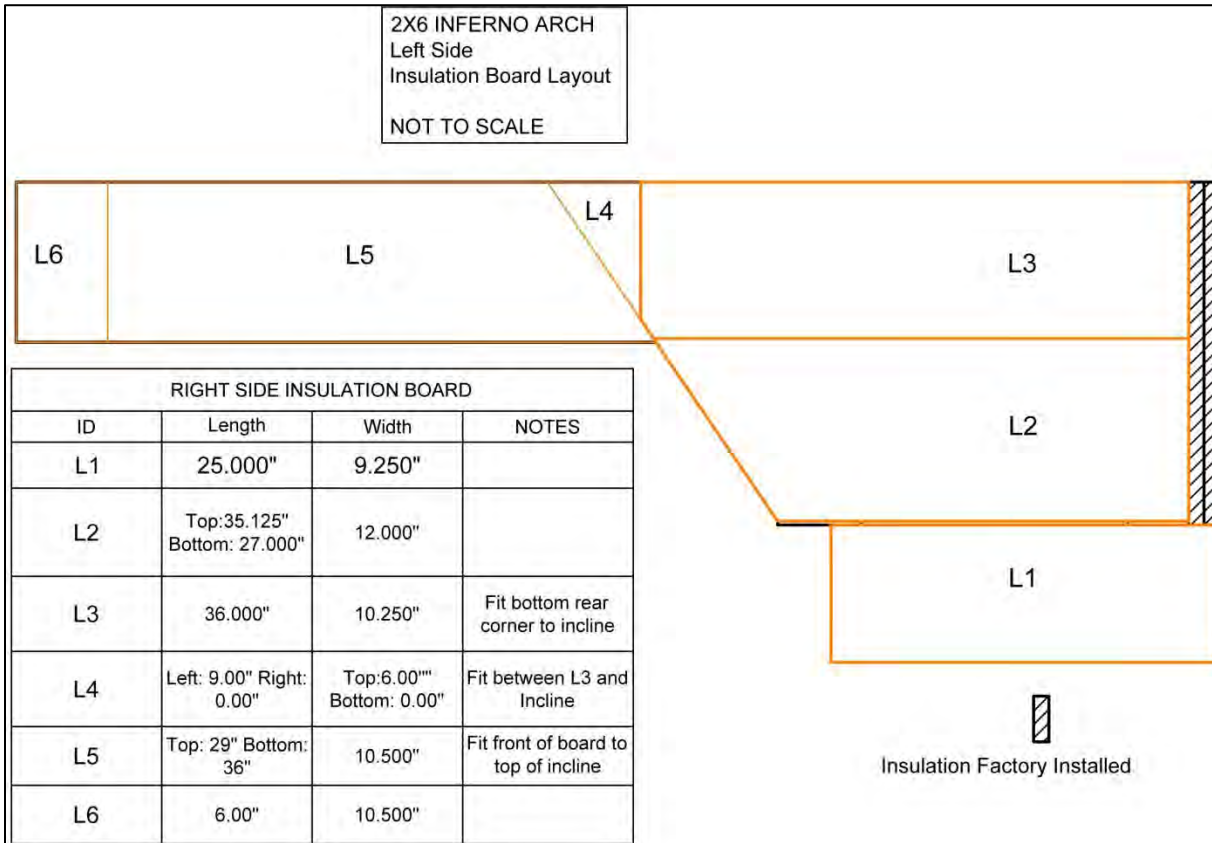 2X6 INFERNO ARCH
Left Side
Insulation Board Layout
NOT TO SCALE
L6
L5
L4
L3
L2
L1
RIGHT SIDE INSULATION BOARD
ID Length Width NOTES
L1 25.000" 9.250"
L2 Top:35.125" Bottom: 27.000" 12.000"
L3 36.000" 10.250" Fit bottom rear corner to incline
L4 Left: 9.00" Right: 0.00" Top:6.00"" Bottom: 0.00" Fit between L3 and Incline
L5 Top: 29" Bottom: 36" 10.500" Fit front of board to top of incline
L6 6.00" 10.500"
Insulation Factory Installed